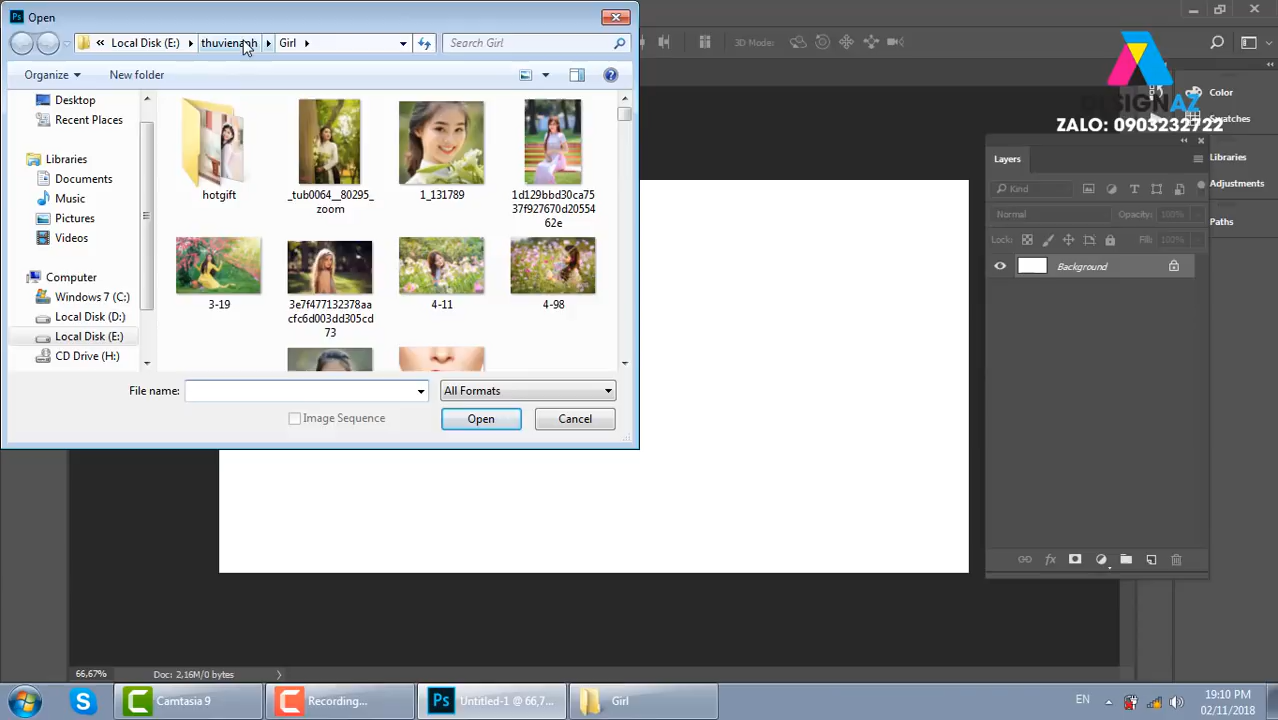 Open
« Local Disk (E:) thuvienanh Girl
Search Girl
Organize
New folder
Desktop
Recent Places
Libraries
Documents
Music
Pictures
Videos
Computer
Windows 7 (C:)
Local Disk (D:)
Local Disk (E:)
CD Drive (H:)
hotgift
_tub0064__80295_
zoom
1_131789
1d129bbd30ca75
37f927670d20554
62e
3-19
3e7f477132378aa
cfc6d003dd305cd
73
4-11
4-98
File name:
All Formats
Image Sequence
Open
Cancel
DESIGNAZ
ZALO: 0903232722
Color
Swatches
Libraries
Adjustments
Paths
Layers
Kind
Normal
Opacity: 100%
Lock:
Fill: 100%
Background
66,67%
Doc: 2,16M/0 bytes
Camtasia 9
Recording...
Ps
Untitled-1 @ 66,7...
Girl
EN
19:10 PM
02/11/2018